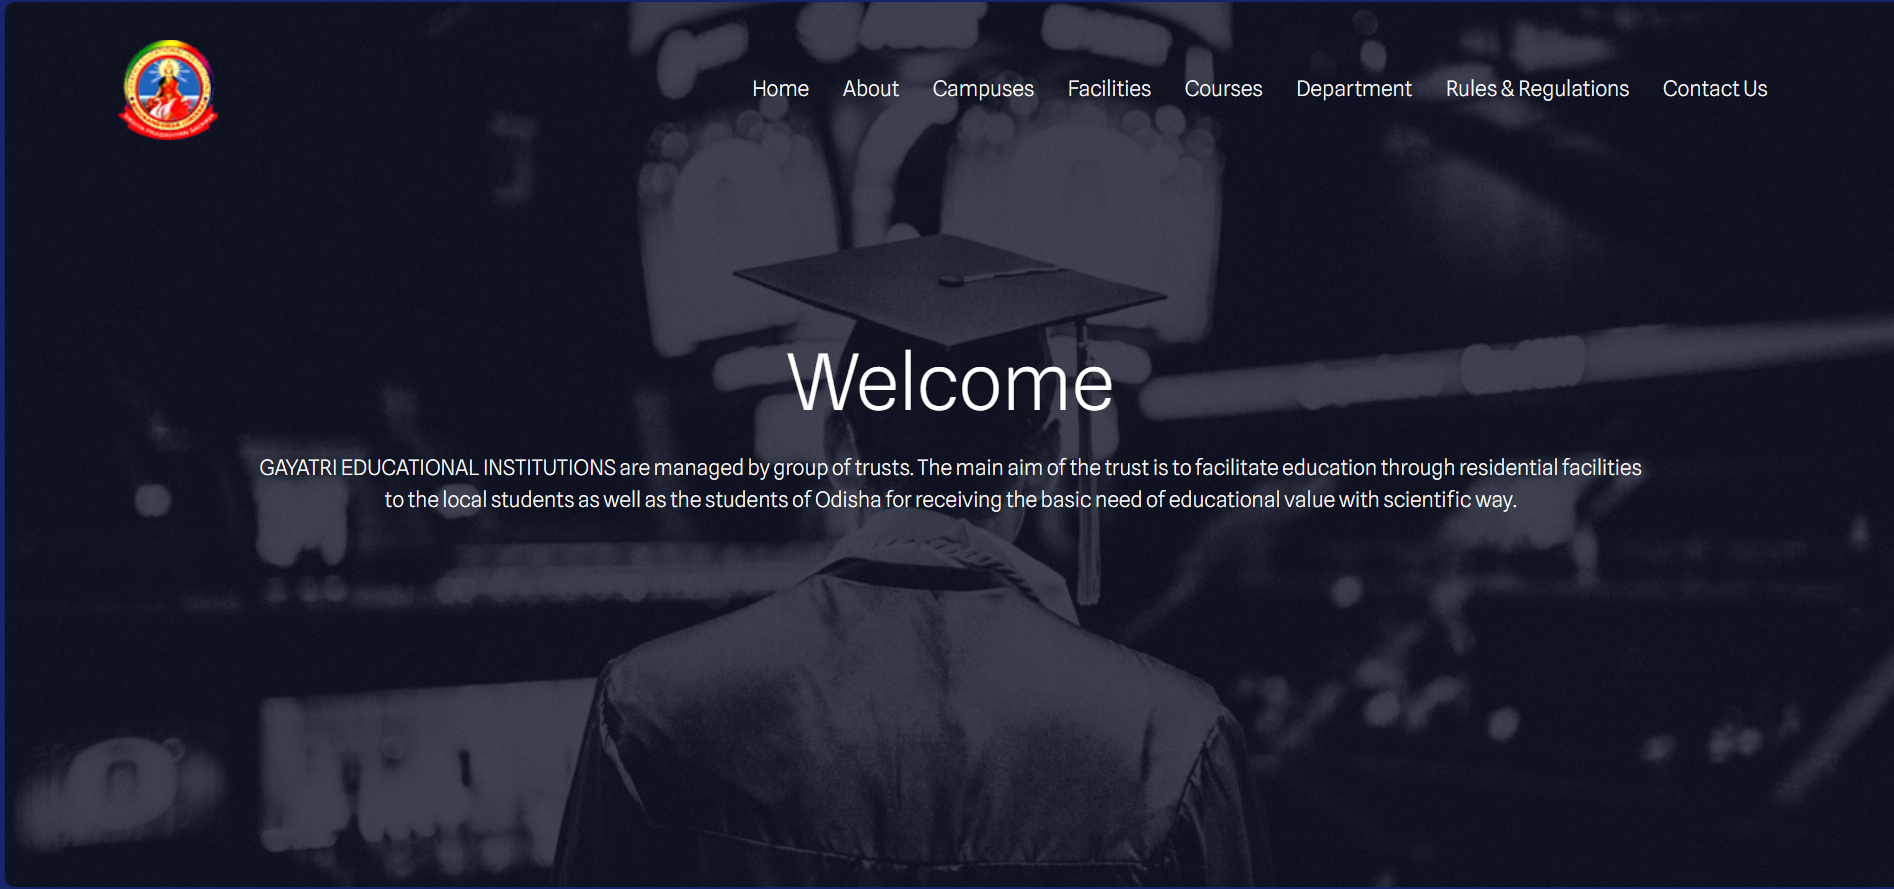 Home About Campuses Facilities Courses Department Rules & Regulations Contact Us
Welcome
GAYATRI EDUCATIONAL INSTITUTIONS are managed by group of trusts. The main aim of the trust is to facilitate education through residential facilities
to the local students as well as the students of Odisha for receiving the basic need of educational value with scientific way.